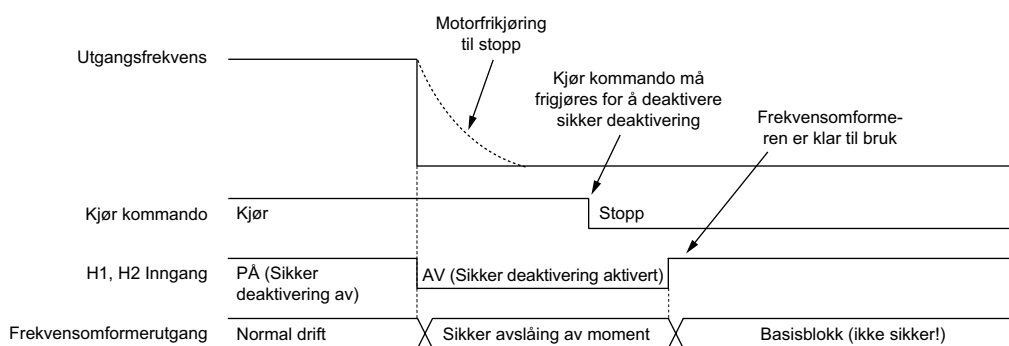 Motorfrikjøring
til stopp
Utgangsfrekvens
Kjør kommando må
frigjøres for å deaktivere
sikker deaktivering
Frekvensomforme-
ren er klar til bruk
Kjør kommando
Kjør
Stopp
H1, H2 Inngang
PÅ (Sikker
deaktivering av)
AV (Sikker deaktivering aktivert)
Frekvensomformerutgang
Normal drift
Sikker avslåing av moment
Basisblokk (ikke sikker!)